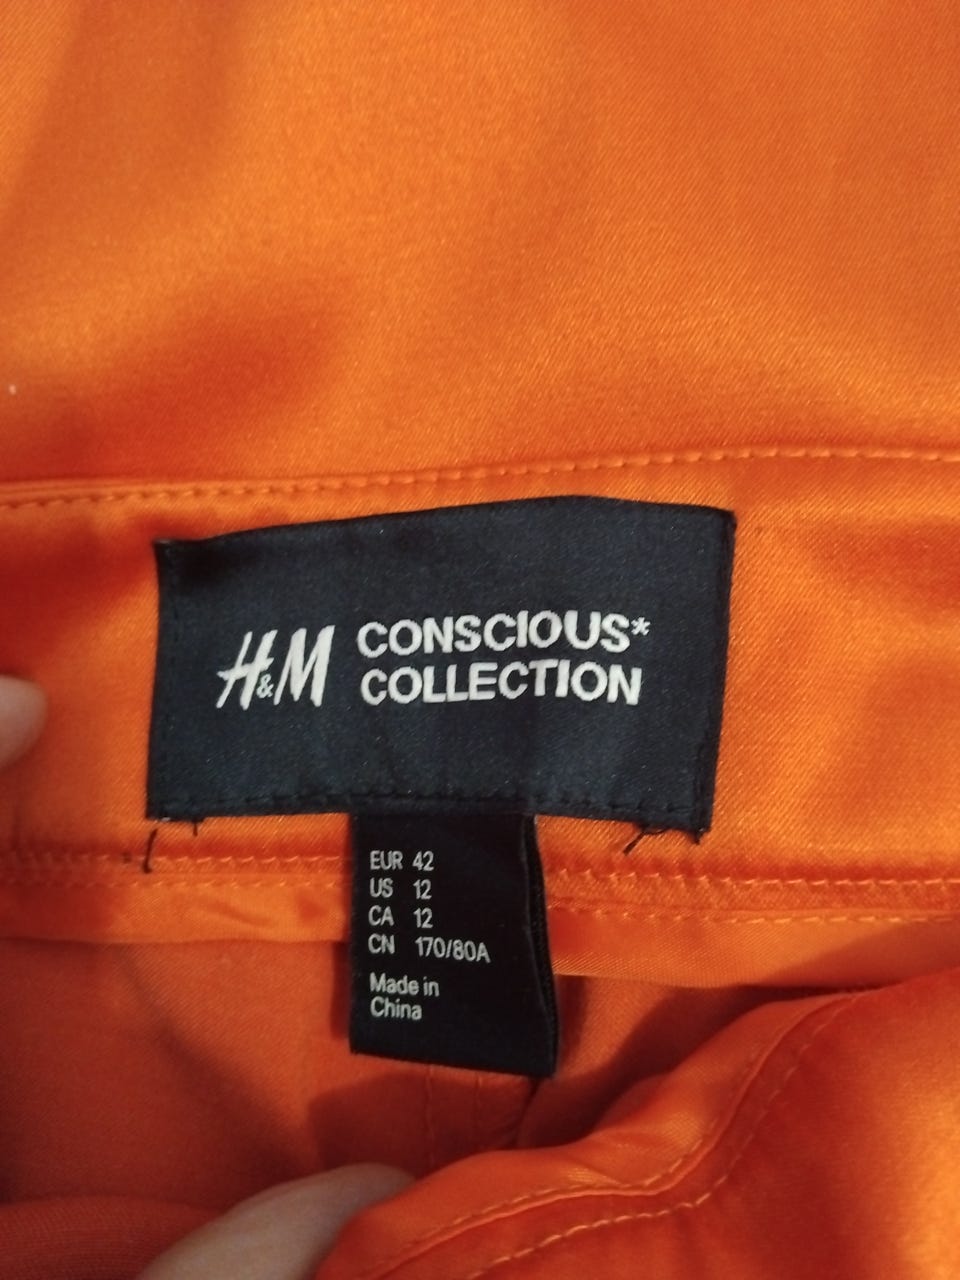 H&M CONSCIOUS*
COLLECTION
EUR 42
US 12
CA 12
CN 170/80A
Made in
China